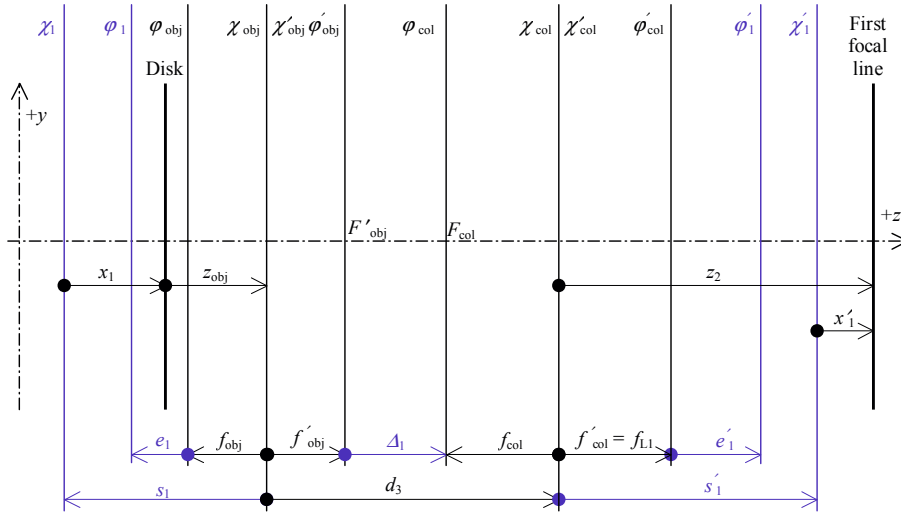 χ1 φ1 φobj χobj χ′obj φ′obj φcol χcol χ′col φ′col φ′1 χ′1 First
focal
line
Disk
+y
+z
F′obj Fcol
x1 zobj z2
x′1
e1 fobj f′obj Δ1 fcol f′col = fL1 e′1
s1 d3 s′1